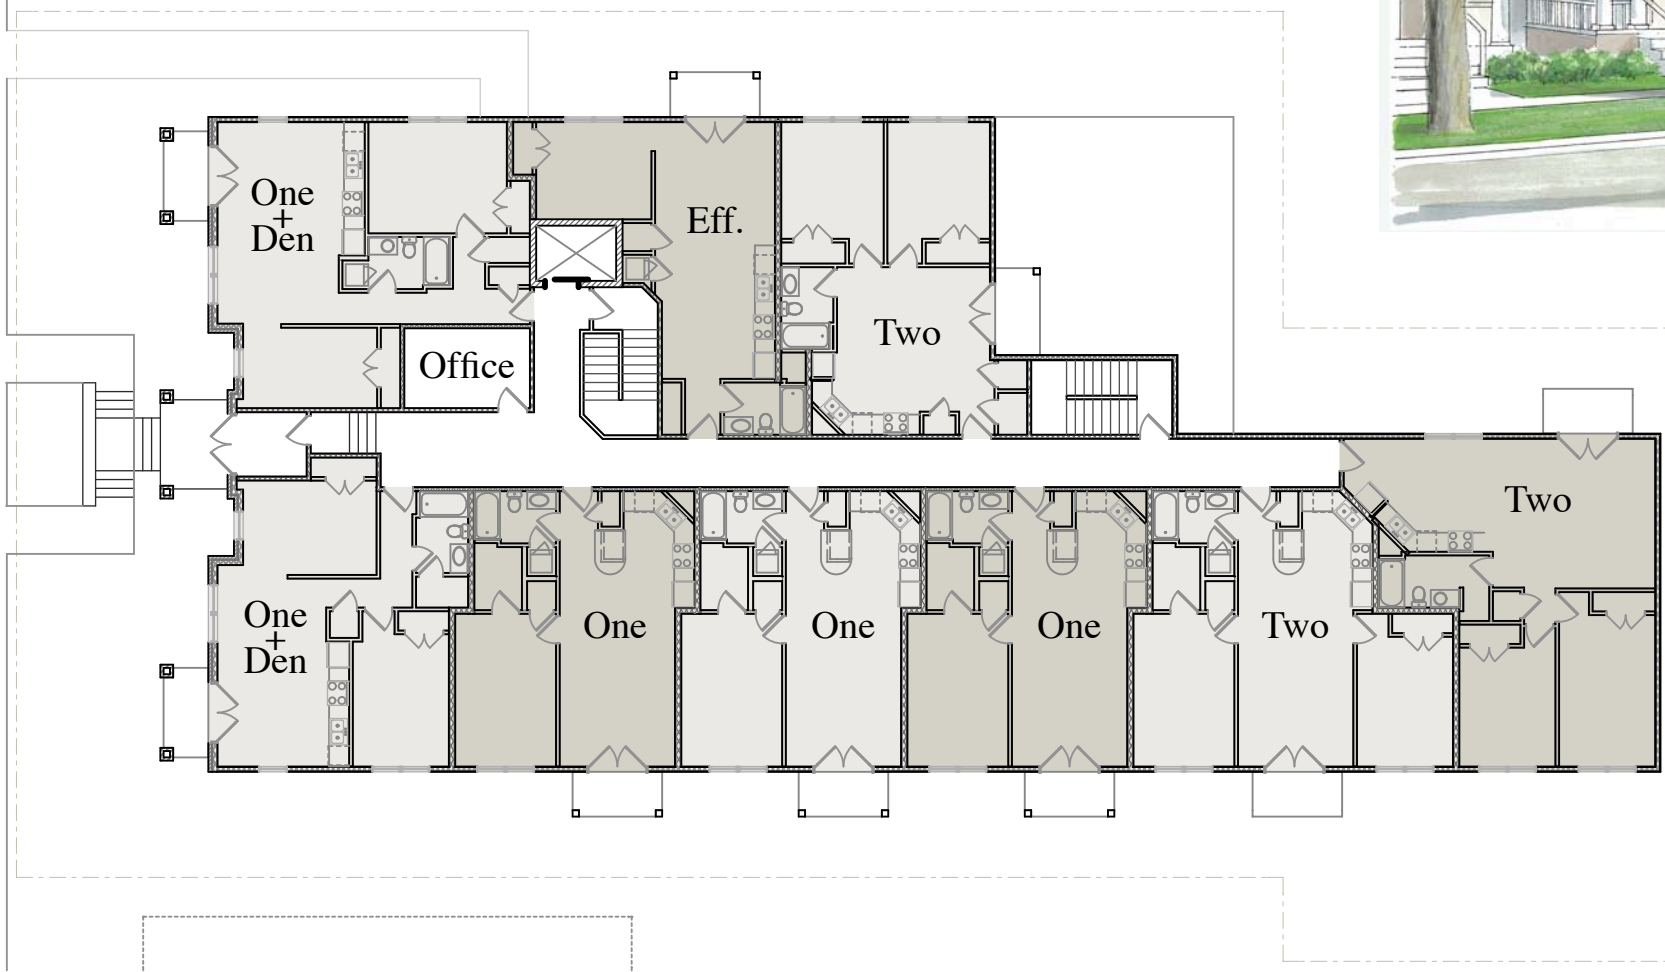 One
+
Den
Eff.
Two
Office
Two
One
+
Den
One
One
One
Two